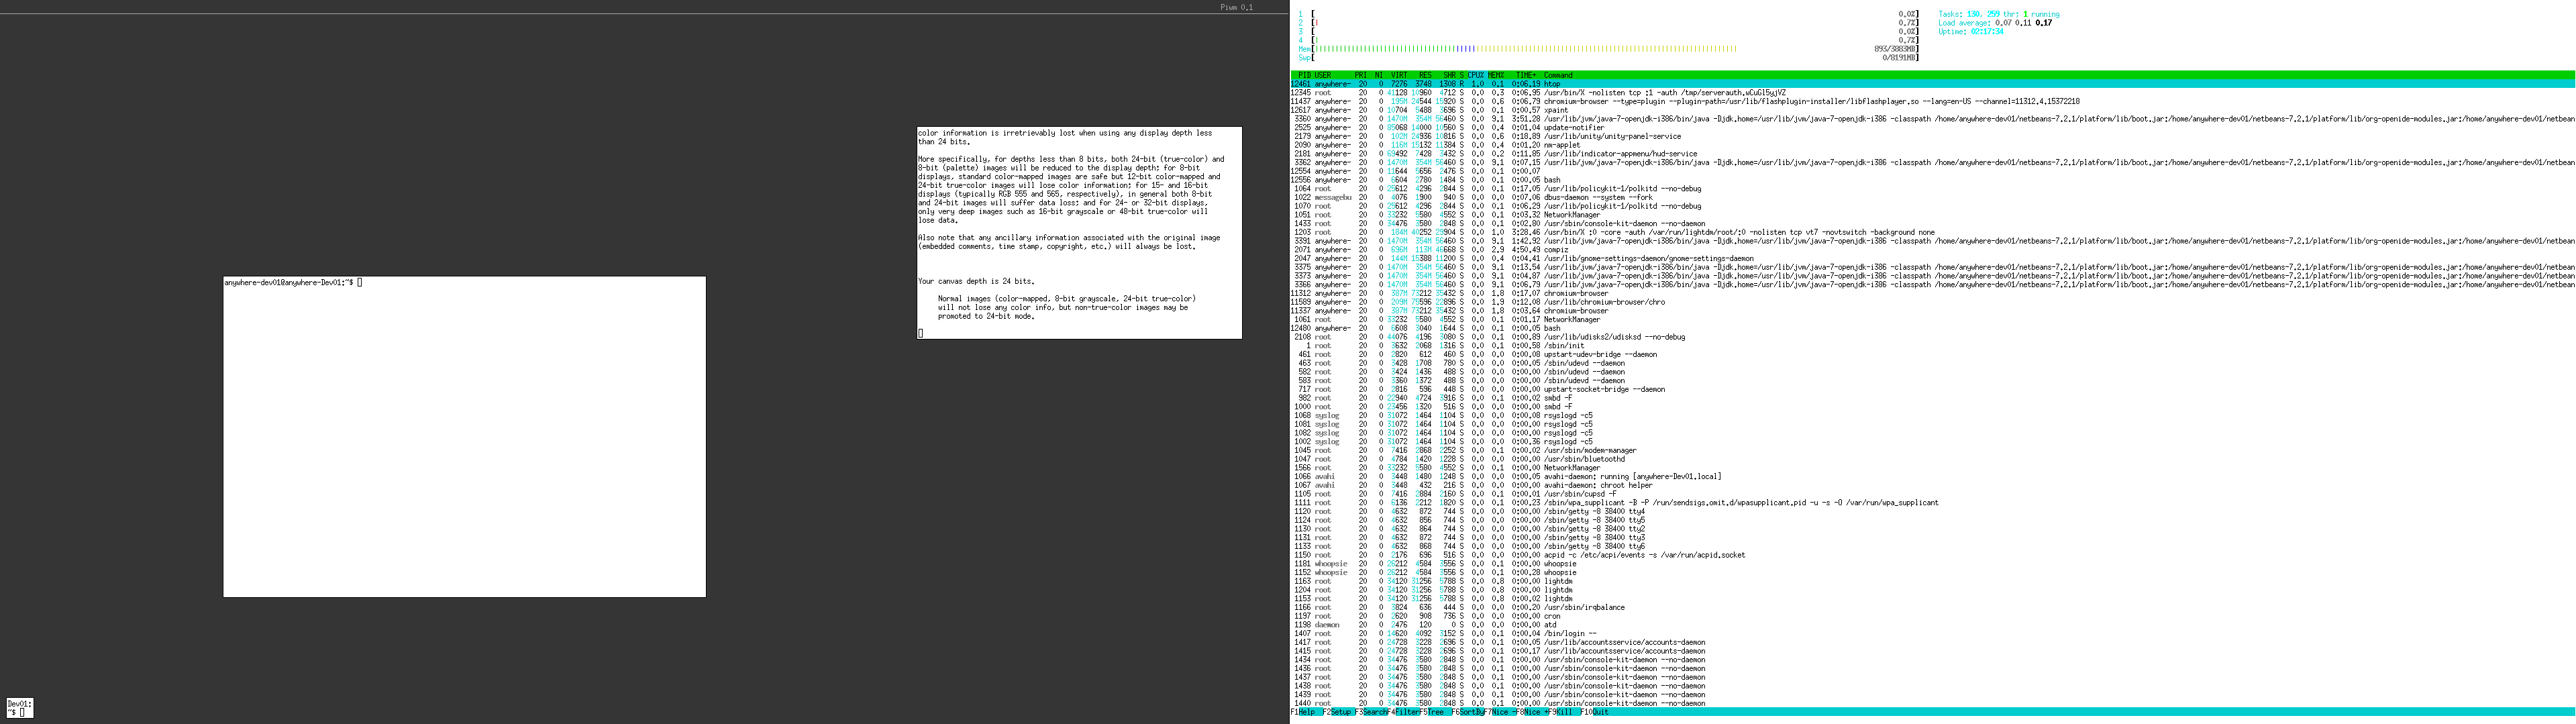 Piwm 0.1
color information is irretrievably lost when using any display depth less
than 24 bits.
More specifically, for depths less than 8 bits, both 24-bit (true-color) and
8-bit (palette) images will be reduced to the display depth; for 8-bit
displays, standard color-mapped images are safe but 12-bit color-mapped and
24-bit true-color images will lose color information; for 15- and 16-bit
displays (typically RGB 555 and 565, respectively), in general both 8-bit
and 24-bit images will suffer data loss; and for 24- or 32-bit displays,
only very deep images such as 16-bit grayscale or 48-bit true-color will
lose data.
Also note that any ancillary information associated with the original image
(embedded comments, time stamp, copyright, etc.) will always be lost.
Your canvas depth is 24 bits.
Normal images (color-mapped, 8-bit grayscale, 24-bit true-color)
will not lose any color info, but non-true-color images may be
promoted to 24-bit mode.
anywhere-dev01@anywhere-Dev01:~$
Dev01:
~$
1 [ 0.0%]
2 [| 0.7%]
3 [ 0.0%]
4 [| 0.7%]
Mem[ 893/3883MB]
Swp[ 0/8191MB]
Tasks: 130, 259 thr; 1 running
Load average: 0.07 0.11 0.17
Uptime: 02:17:34
PID USER PRI NI VIRT RES SHR S CPU% MEM% TIME+ Command
12461 anywhere- 20 0 7276 3748 1308 R 1.0 0.1 0:06.19 htop
12345 root 20 0 41128 10960 4712 S 0.0 0.3 0:06.95 /usr/bin/X -nolisten tcp :1 -auth
11437 anywhere- 20 0 195M 24544 15920 S 0.0 0.6 0:06.79 chromium-browser --type=plugin --plugin-path=/usr/lib/flashplugin-installer/libflashplayer.so --lang=en-US --channel=11312.4.15372218
12617 anywhere- 20 0 10704 5488 3696 S 0.0 0.1 0:00.57 xpaint
3360 anywhere- 20 0 1470M 354M 56460 S 0.0 9.1 3:51.28 /usr/lib/jvm/java-7-openjdk-i386/bin/java -Djdk.home=/usr/lib/jvm/java-7-openjdk-i386 -classpath /home/anywhere-dev01/netbeans-7.2.1/platform/lib/boot.jar:/home/anywhere-dev01/netbeans-7.2.1/platform/lib/org-openide-modules.jar:/home/anywhere-dev01/netbean
2525 anywhere- 20 0 85068 14000 10560 S 0.0 0.4 0:01.04 update-notifier
2179 anywhere- 20 0 102M 24936 10816 S 0.0 0.6 0:18.89 /usr/lib/unity/unity-panel-service
2090 anywhere- 20 0 116M 15132 11384 S 0.0 0.4 0:01.20 nm-applet
2181 anywhere- 20 0 69492 7428 3432 S 0.0 0.2 0:11.85 /usr/lib/indicator-appmenu/hud-service
3362 anywhere- 20 0 1470M 354M 56460 S 0.0 9.1 0:07.15 /usr/lib/jvm/java-7-openjdk-i386/bin/java -Djdk.home=/usr/lib/jvm/java-7-openjdk-i386 -classpath /home/anywhere-dev01/netbeans-7.2.1/platform/lib/boot.jar:/home/anywhere-dev01/netbeans-7.2.1/platform/lib/org-openide-modules.jar:/home/anywhere-dev01/netbean
12554 anywhere- 20 0 11644 5656 2476 S 0.0 0.1 0:00.07
12556 anywhere- 20 0 6604 2780 1484 S 0.0 0.1 0:00.05 bash
1064 root 20 0 25612 4296 2844 S 0.0 0.1 0:17.05 /usr/lib/policykit-1/polkitd --no-debug
1022 messagebu 20 0 4076 1900 940 S 0.0 0.0 0:07.06 dbus-daemon --system --fork
1070 root 20 0 25612 4296 2844 S 0.0 0.1 0:06.29 /usr/lib/policykit-1/polkitd --no-debug
1051 root 20 0 33232 5580 4552 S 0.0 0.1 0:03.32 NetworkManager
1433 root 20 0 34476 3580 2848 S 0.0 0.1 0:02.80 /usr/sbin/console-kit-daemon --no-daemon
1203 root 20 0 184M 40252 29904 S 0.0 1.0 3:28.46 /usr/bin/X :0 -core -auth /var/run/lightdm/root/:0 -nolisten tcp vt7 -novtswitch -background none
3391 anywhere- 20 0 1470M 354M 56460 S 0.0 9.1 1:42.92 /usr/lib/jvm/java-7-openjdk-i386/bin/java -Djdk.home=/usr/lib/jvm/java-7-openjdk-i386 -classpath /home/anywhere-dev01/netbeans-7.2.1/platform/lib/boot.jar:/home/anywhere-dev01/netbeans-7.2.1/platform/lib/org-openide-modules.jar:/home/anywhere-dev01/netbean
2071 anywhere- 20 0 696M 113M 46668 S 0.0 2.9 4:50.49 compiz
2047 anywhere- 20 0 144M 15388 11200 S 0.0 0.4 0:04.41 /usr/lib/gnome-settings-daemon/gnome-settings-daemon
3375 anywhere- 20 0 1470M 354M 56460 S 0.0 9.1 0:13.54 /usr/lib/jvm/java-7-openjdk-i386/bin/java -Djdk.home=/usr/lib/jvm/java-7-openjdk-i386 -classpath /home/anywhere-dev01/netbeans-7.2.1/platform/lib/boot.jar:/home/anywhere-dev01/netbeans-7.2.1/platform/lib/org-openide-modules.jar:/home/anywhere-dev01/netbean
3373 anywhere- 20 0 1470M 354M 56460 S 0.0 9.1 0:04.87 /usr/lib/jvm/java-7-openjdk-i386/bin/java -Djdk.home=/usr/lib/jvm/java-7-openjdk-i386 -classpath /home/anywhere-dev01/netbeans-7.2.1/platform/lib/boot.jar:/home/anywhere-dev01/netbeans-7.2.1/platform/lib/org-openide-modules.jar:/home/anywhere-dev01/netbean
3366 anywhere- 20 0 1470M 354M 56460 S 0.0 9.1 0:06.79 /usr/lib/jvm/java-7-openjdk-i386/bin/java -Djdk.home=/usr/lib/jvm/java-7-openjdk-i386 -classpath /home/anywhere-dev01/netbeans-7.2.1/platform/lib/boot.jar:/home/anywhere-dev01/netbeans-7.2.1/platform/lib/org-openide-modules.jar:/home/anywhere-dev01/netbean
11312 anywhere- 20 0 387M 73212 35432 S 0.0 1.8 0:17.07 chromium-browser
11589 anywhere- 20 0 209M 75596 22896 S 0.0 1.9 0:12.08 /usr/lib/chromium-browser/chro
11337 anywhere- 20 0 387M 73212 35432 S 0.0 1.8 0:03.64 chromium-browser
1061 root 20 0 33232 5580 4552 S 0.0 0.1 0:01.17 NetworkManager
12480 anywhere- 20 0 6608 3040 1644 S 0.0 0.1 0:00.05 bash
2108 root 20 0 44076 4196 3080 S 0.0 0.1 0:00.89 /usr/lib/udisks2/udisksd --no-debug
1 root 20 0 3632 2068 1316 S 0.0 0.1 0:00.58 /sbin/init
461 root 20 0 2820 612 460 S 0.0 0.0 0:00.08 upstart-udev-bridge --daemon
463 root 20 0 3428 1708 780 S 0.0 0.0 0:00.05 /sbin/udevd --daemon
582 root 20 0 3424 1436 488 S 0.0 0.0 0:00.00 /sbin/udevd --daemon
583 root 20 0 3360 1372 488 S 0.0 0.0 0:00.00 /sbin/udevd --daemon
717 root 20 0 2816 596 448 S 0.0 0.0 0:00.00 upstart-socket-bridge --daemon
982 root 20 0 22940 4724 3916 S 0.0 0.1 0:00.02 smbd -F
1000 root 20 0 23456 1320 516 S 0.0 0.0 0:00.00 smbd -F
1068 syslog 20 0 31072 1464 1104 S 0.0 0.0 0:00.08 rsyslogd -c5
1081 syslog 20 0 31072 1464 1104 S 0.0 0.0 0:00.00 rsyslogd -c5
1082 syslog 20 0 31072 1464 1104 S 0.0 0.0 0:00.00 rsyslogd -c5
1002 syslog 20 0 31072 1464 1104 S 0.0 0.0 0:00.36 rsyslogd -c5
1045 root 20 0 7416 2868 2252 S 0.0 0.1 0:00.02 /usr/sbin/modem-manager
1047 root 20 0 4784 1420 1228 S 0.0 0.0 0:00.00 /usr/sbin/bluetoothd
1566 root 20 0 33232 5580 4552 S 0.0 0.1 0:00.00 NetworkManager
1066 avahi 20 0 3448 1480 1248 S 0.0 0.0 0:00.05 avahi-daemon: running [anywhere-Dev01.local]
1067 avahi 20 0 3448 432 216 S 0.0 0.0 0:00.00 avahi-daemon: chroot helper
1105 root 20 0 7416 2884 2160 S 0.0 0.1 0:00.01 /usr/sbin/cupsd -F
1111 root 20 0 6136 2212 1820 S 0.0 0.1 0:00.23 /sbin/wpa_supplicant -B -P /run/sendsigs.omit.d/wpasupplicant.pid -u -s -O /var/run/wpa_supplicant
1120 root 20 0 4632 872 744 S 0.0 0.0 0:00.00 /sbin/getty -8 38400 tty4
1124 root 20 0 4632 856 744 S 0.0 0.0 0:00.00 /sbin/getty -8 38400 tty5
1130 root 20 0 4632 864 744 S 0.0 0.0 0:00.00 /sbin/getty -8 38400 tty2
1131 root 20 0 4632 872 744 S 0.0 0.0 0:00.00 /sbin/getty -8 38400 tty3
1133 root 20 0 4632 868 744 S 0.0 0.0 0:00.00 /sbin/getty -8 38400 tty6
1150 root 20 0 2176 696 516 S 0.0 0.0 0:00.00 acpid -c /etc/acpi/events -s /var/run/acpid.socket
1181 whoopsie 20 0 26212 4584 3556 S 0.0 0.1 0:00.00 whoopsie
1152 whoopsie 20 0 26212 4584 3556 S 0.0 0.1 0:00.28 whoopsie
1163 root 20 0 34120 31256 5788 S 0.0 0.8 0:00.00 lightdm
1204 root 20 0 34120 31256 5788 S 0.0 0.8 0:00.00 lightdm
1153 root 20 0 34120 31256 5788 S 0.0 0.8 0:00.02 lightdm
1166 root 20 0 3824 636 444 S 0.0 0.0 0:00.20 /usr/sbin/irqbalance
1197 root 20 0 2620 908 736 S 0.0 0.0 0:00.00 cron
1198 daemon 20 0 2476 120 0 S 0.0 0.0 0:00.00 atd
1407 root 20 0 14620 4092 3152 S 0.0 0.1 0:00.04 /bin/login --
1417 root 20 0 24728 3228 2696 S 0.0 0.1 0:00.05 /usr/lib/accountsservice/accounts-daemon
1415 root 20 0 24728 3228 2696 S 0.0 0.1 0:00.17 /usr/lib/accountsservice/accounts-daemon
1434 root 20 0 34476 3580 2848 S 0.0 0.1 0:00.00 /usr/sbin/console-kit-daemon --no-daemon
1436 root 20 0 34476 3580 2848 S 0.0 0.1 0:00.00 /usr/sbin/console-kit-daemon --no-daemon
1437 root 20 0 34476 3580 2848 S 0.0 0.1 0:00.00 /usr/sbin/console-kit-daemon --no-daemon
1438 root 20 0 34476 3580 2848 S 0.0 0.1 0:00.00 /usr/sbin/console-kit-daemon --no-daemon
1439 root 20 0 34476 3580 2848 S 0.0 0.1 0:00.00 /usr/sbin/console-kit-daemon --no-daemon
1440 root 20 0 34476 3580 2848 S 0.0 0.1 0:00.00 /usr/sbin/console-kit-daemon --no-daemon
F1Help F2Setup F3SearchF4FilterF5Tree F6SortByF7Nice -F8Nice +F9Kill F10Quit